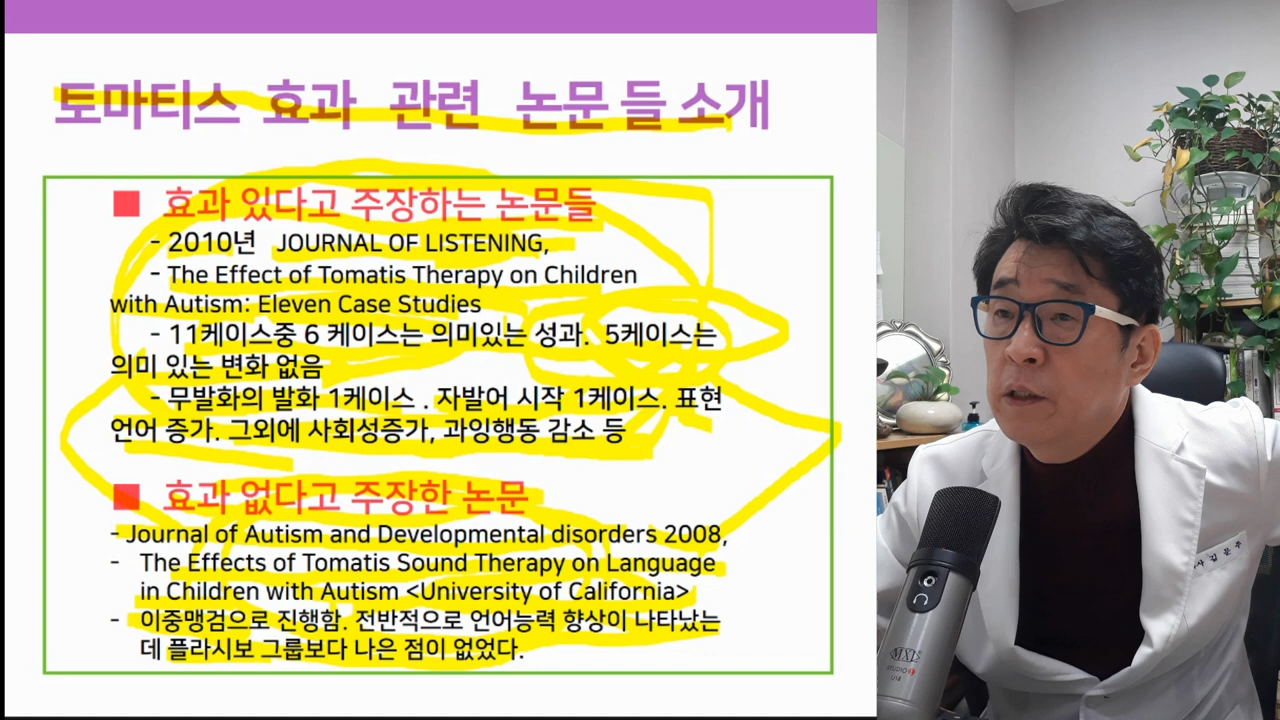 토마티스 효과 관련 논문 들 소개
■ 효과 있다고 주장하는 논문들
- 2010년 JOURNAL OF LISTENING,
- The Effect of Tomatis Therapy on Children
with Autism: Eleven Case Studies
- 11케이스중 6 케이스는 의미있는 성과. 5케이스는
의미 있는 변화 없음
- 무발화의 발화 1케이스 . 자발어 시작 1케이스. 표현
언어 증가. 그외에 사회성증가, 과잉행동 감소 등
■ 효과 없다고 주장한 논문
- Journal of Autism and Developmental disorders 2008,
- The Effects of Tomatis Sound Therapy on Language
in Children with Autism <University of California>
- 이중맹검으로 진행함. 전반적으로 언어능력 향상이 나타났는
데 플라시보 그룹보다 나은 점이 없었다.
MXL
STUDIO